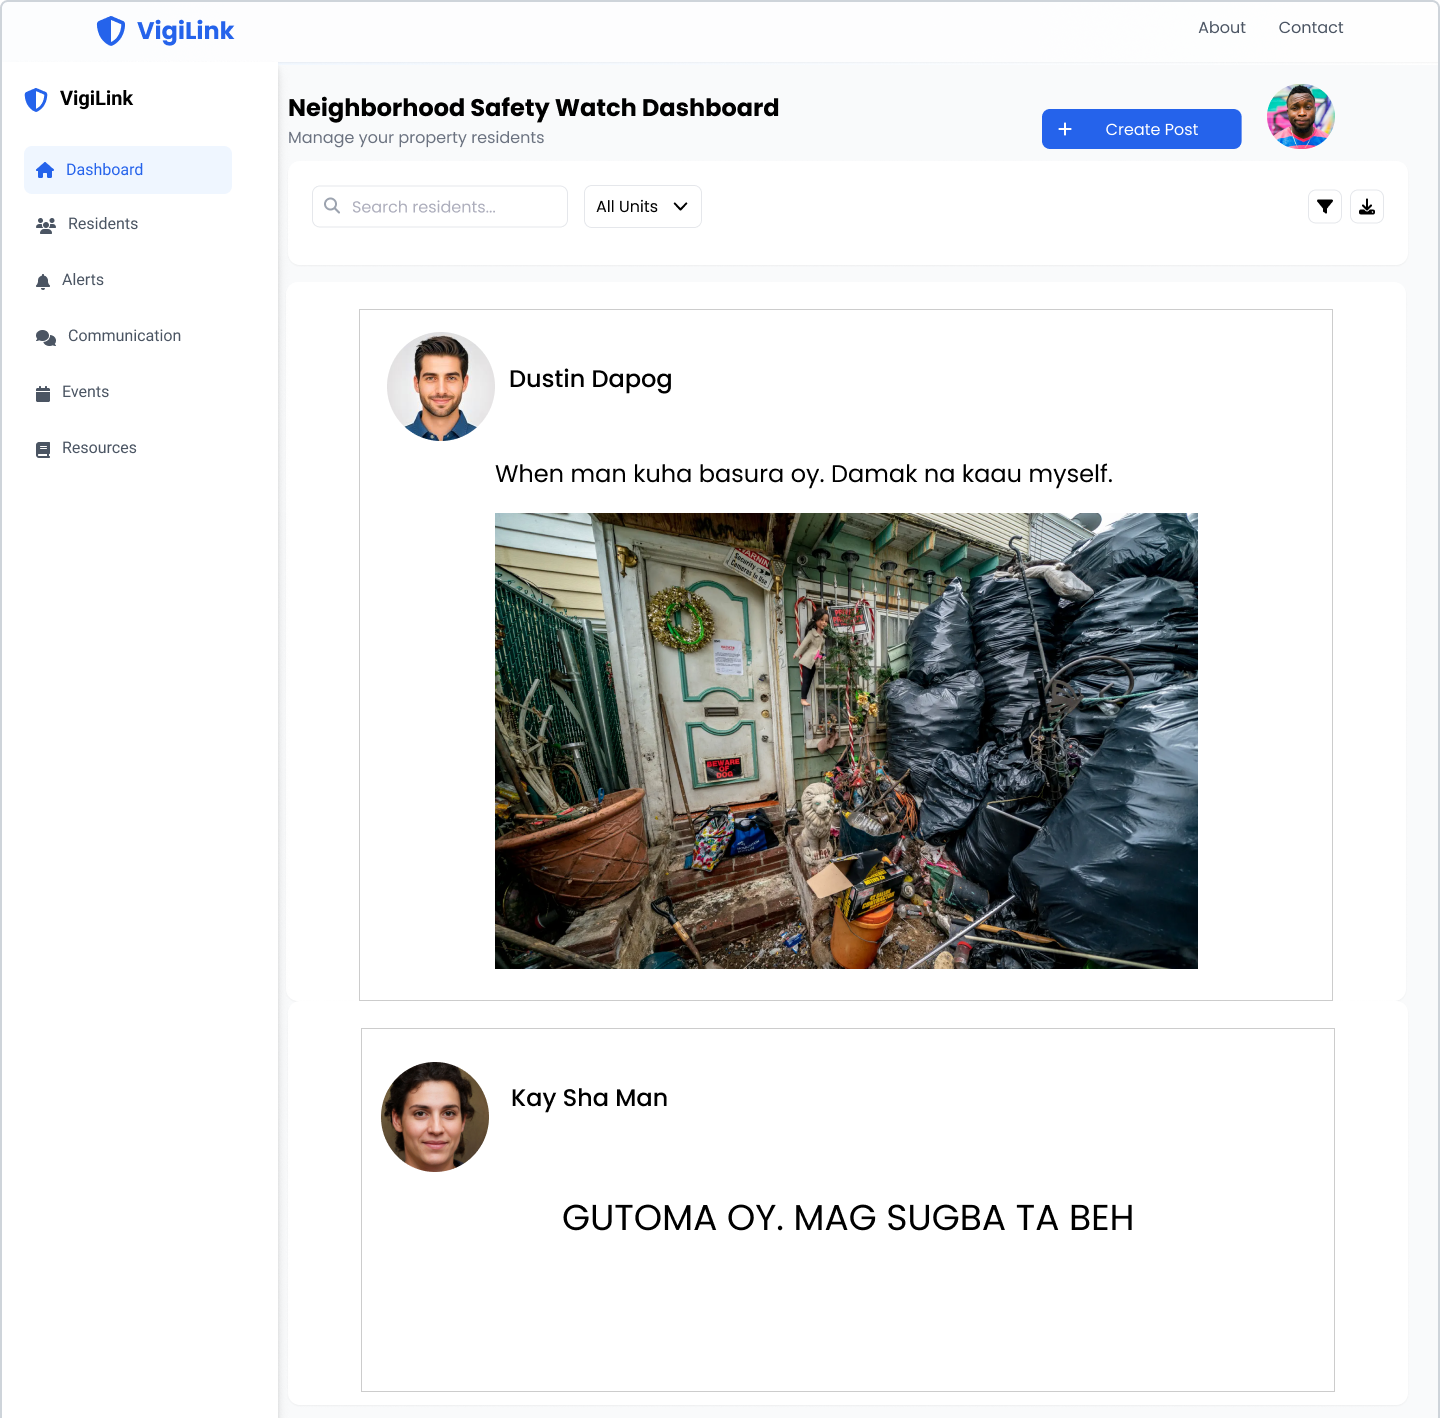 VigiLink
About
Contact
VigiLink
Dashboard
Residents
Alerts
Communication
Events
Resources
Neighborhood Safety Watch Dashboard
Manage your property residents
Create Post
Search residents...
All Units
Dustin Dapog
When man kuha basura oy. Damak na kaau myself.
WARNING
Security
Cameras In Use
BEWARE
OF
DOG
Kay Sha Man
GUTOMA OY. MAG SUGBA TA BEH